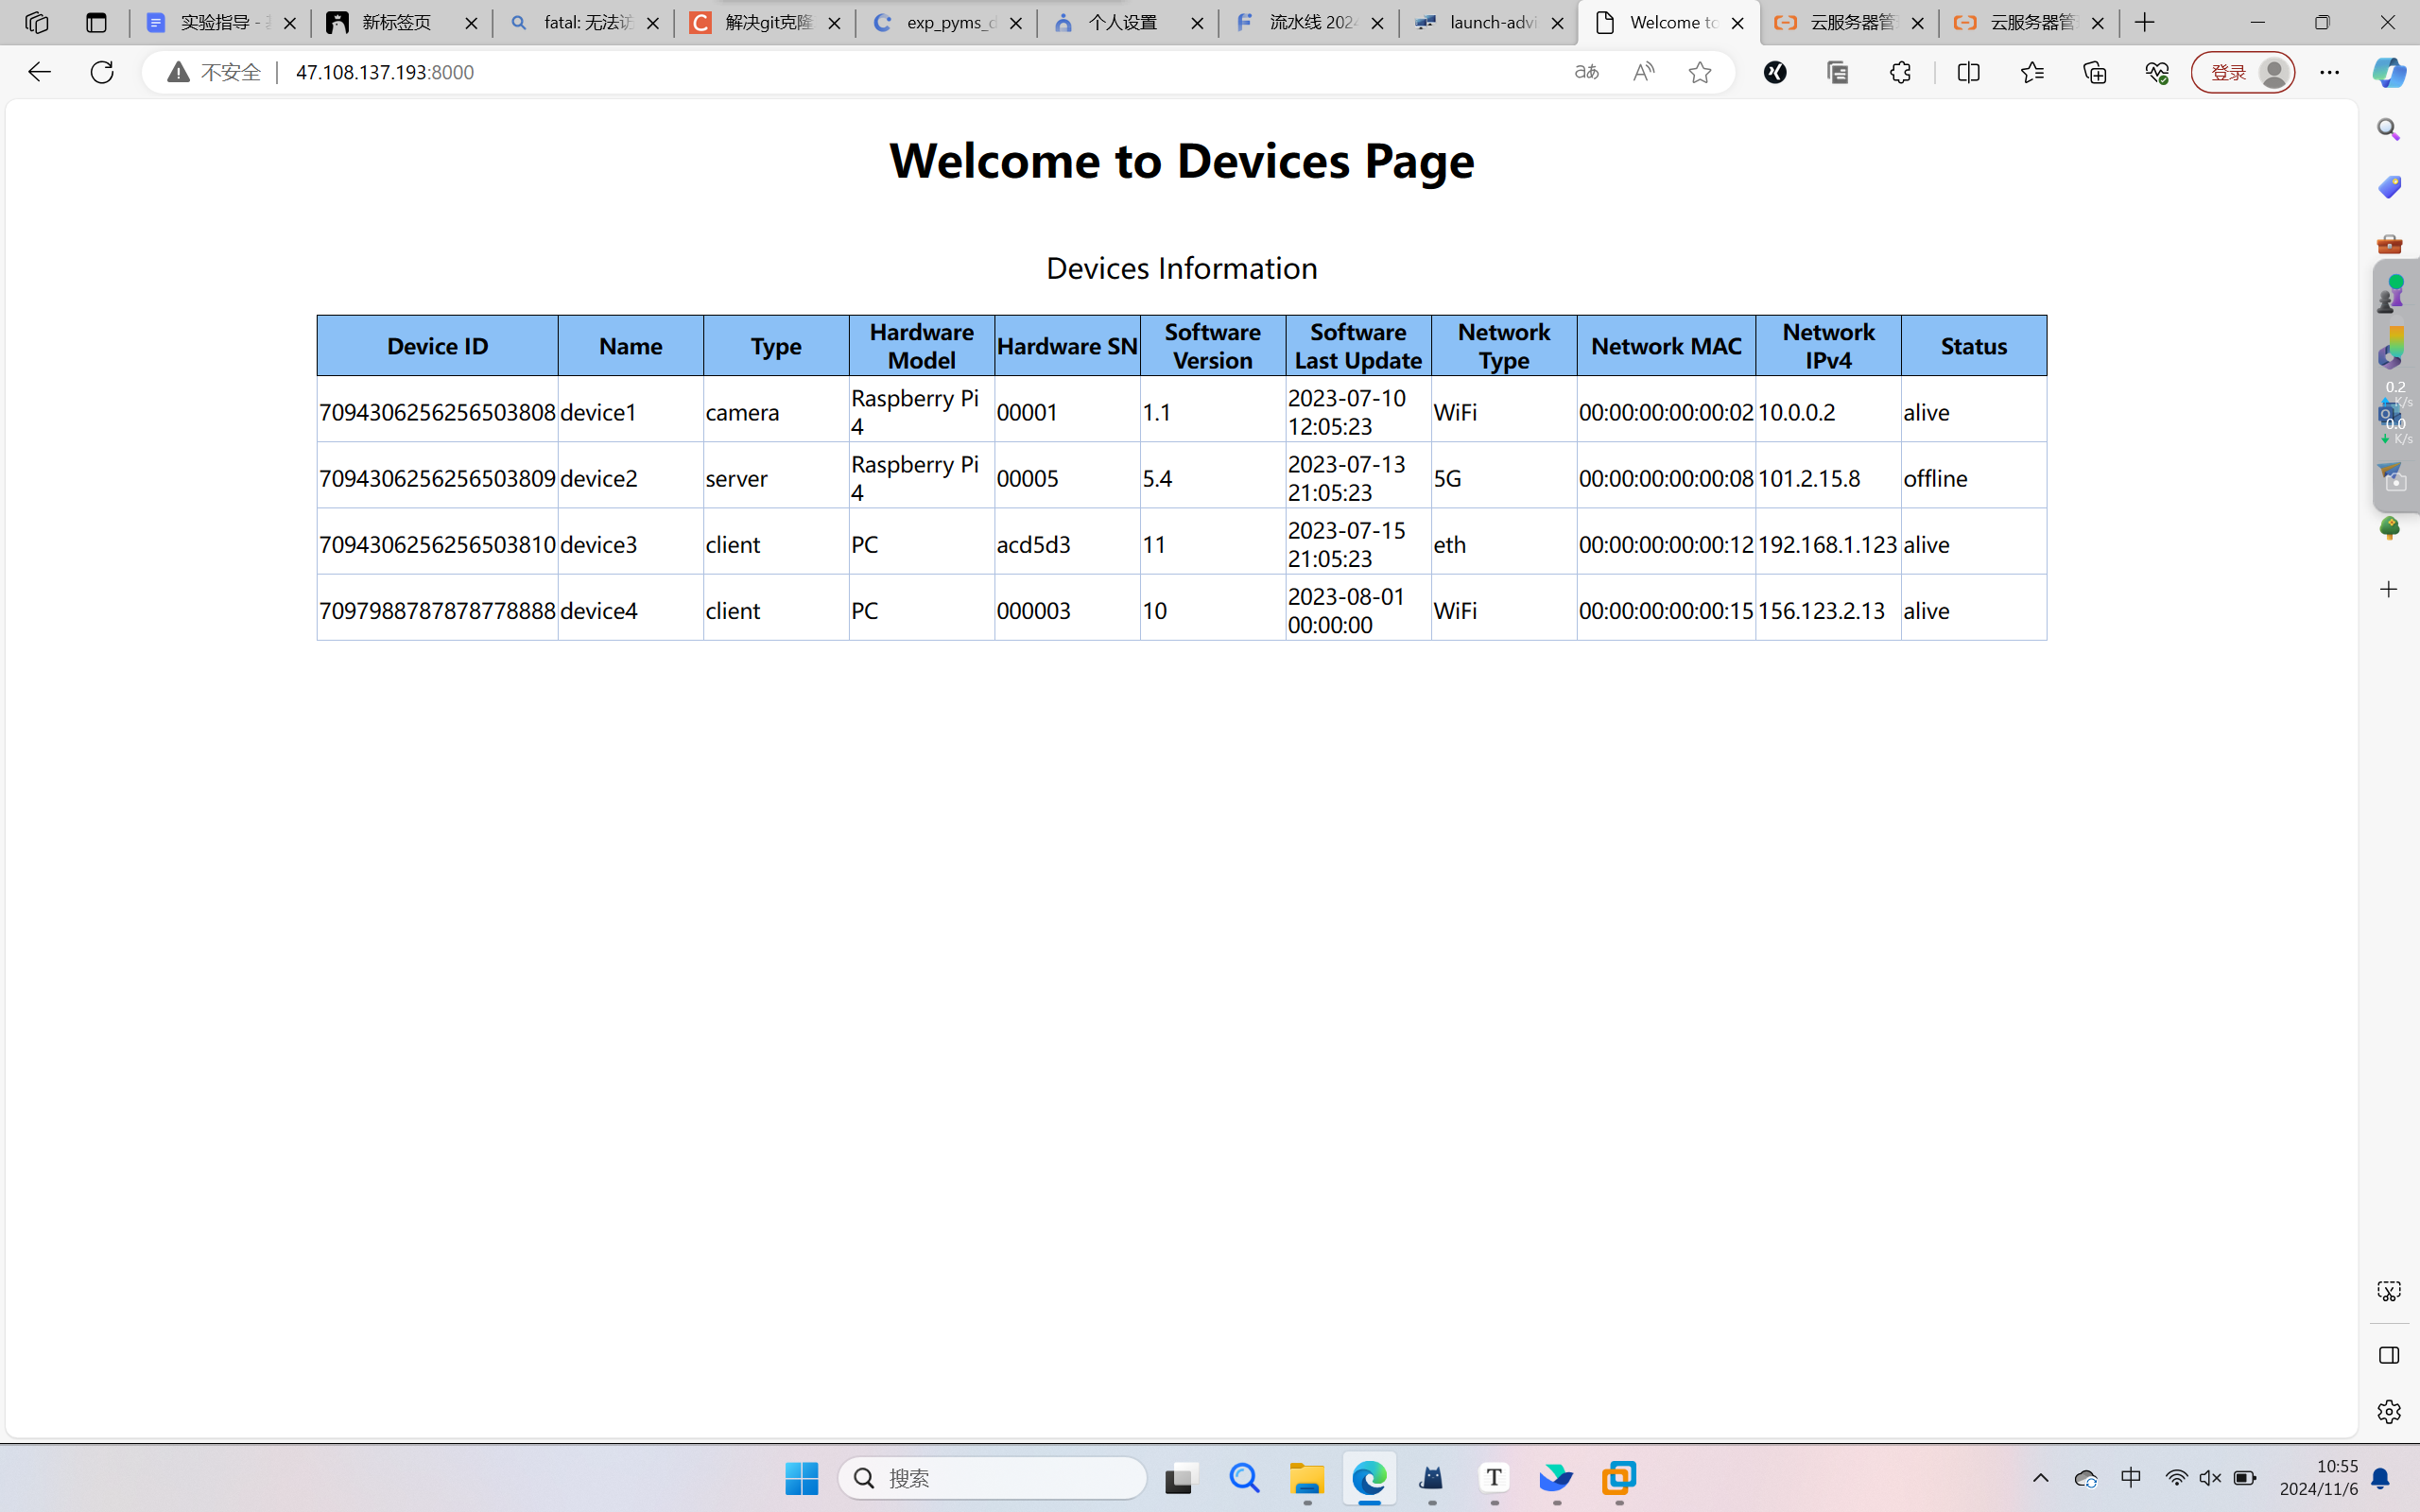 实验指导 -
新标签页
fatal: 无法访
解决git克隆
exp_pyms_d
个人设置
流水线 2024
launch-advi
Welcome to
云服务器管
云服务器管
不安全
47.108.137.193:8000
登录
Welcome to Devices Page
Devices Information
Device ID Name Type Hardware Model Hardware SN Software Version Software Last Update Network Type Network MAC Network IPv4 Status
7094306256256503808 device1 camera Raspberry Pi 4 00001 1.1 2023-07-10 12:05:23 WiFi 00:00:00:00:00:02 10.0.0.2 alive
7094306256256503809 device2 server Raspberry Pi 4 00005 5.4 2023-07-13 21:05:23 5G 00:00:00:00:00:08 101.2.15.8 offline
7094306256256503810 device3 client PC acd5d3 11 2023-07-15 21:05:23 eth 00:00:00:00:00:12 192.168.1.123 alive
7097988787878778888 device4 client PC 000003 10 2023-08-01 00:00:00 WiFi 00:00:00:00:00:15 156.123.2.13 alive
0.2
K/s
0.0
K/s
搜索
中
10:55
2024/11/6